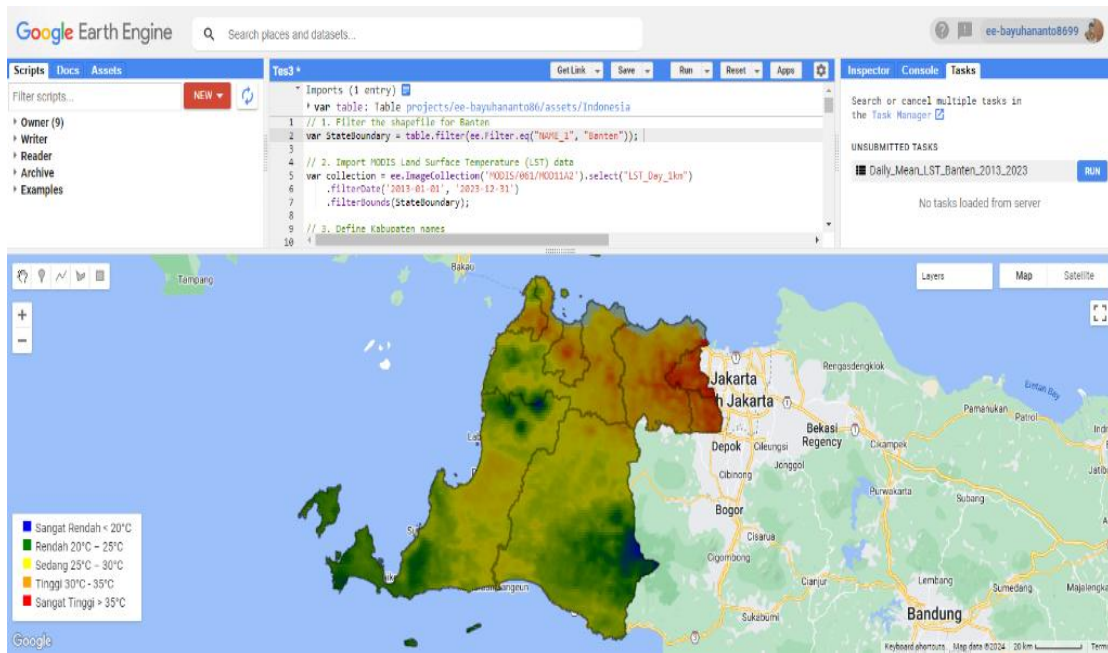 Google Earth Engine
Search places and datasets...
ee-bayuhananto8699
Scripts Docs Assets
Filter scripts...
NEW
Owner (9)
Writer
Reader
Archive
Examples
Tes3 *
Get Link Save Run Reset Apps
Imports (1 entry)
var table: Table projects/ee-bayuhananto86/assets/Indonesia
1 // 1. Filter the shapefile for Banten
2 var StateBoundary = table.filter(ee.Filter.eq("NAME_1", "Banten"));
3
4 // 2. Import MODIS Land Surface Temperature (LST) data
5 var collection = ee.ImageCollection('MODIS/061/MOD11A2').select("LST_Day_1km")
6 .filterDate('2013-01-01', '2023-12-31')
7 .filterBounds(StateBoundary);
8
9 // 3. Define Kabupaten names
10
Inspector Console Tasks
Search or cancel multiple tasks in
the Task Manager
UNSUBMITTED TASKS
Daily_Mean_LST_Banten_2013_2023 RUN
No tasks loaded from server
Layers Map Satellite
Tampang
Bakau
Jakarta
h Jakarta
Rengasdengklok
Bekasi
Regency
Depok
Cileungsi
Cibinong
Jonggol
Cikampek
Pamanukan
Patrol
Purwakarta
Subang
Bogor
Cisarua
Cigombong
Cianjur
Lembang
Sumedang
Majalengka
Bandung
Sukabumi
Sangat Rendah < 20°C
Rendah 20°C – 25°C
Sedang 25°C – 30°C
Tinggi 30°C - 35°C
Sangat Tinggi > 35°C
Google
Keyboard shortcuts Map data ©2024 20 km Terms